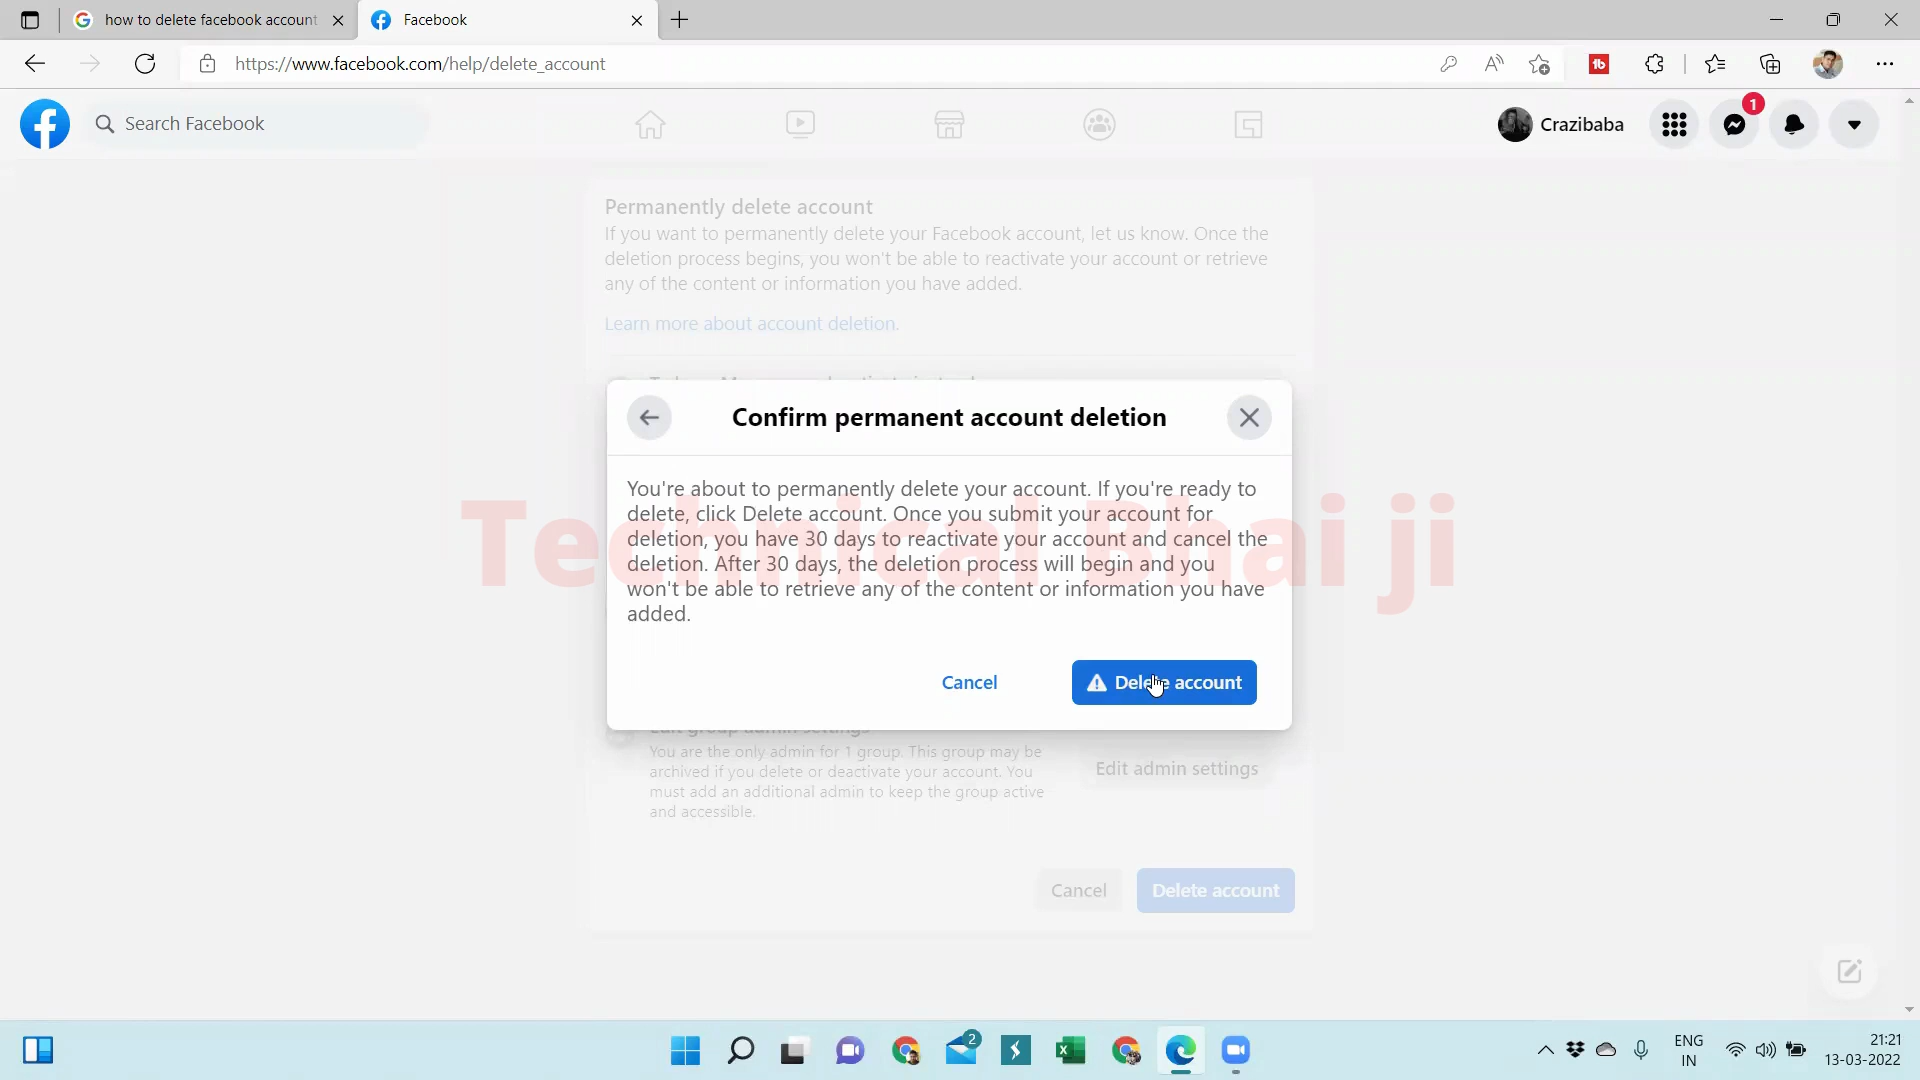 how to delete facebook account
Facebook
https://www.facebook.com/help/delete_account
Search Facebook
Crazibaba
1
Permanently delete account
If you want to permanently delete your Facebook account, let us know. Once the
deletion process begins, you won't be able to reactivate your account or retrieve
any of the content or information you have added.
Learn more about account deletion.
Confirm permanent account deletion
You're about to permanently delete your account. If you're ready to
delete, click Delete account. Once you submit your account for
deletion, you have 30 days to reactivate your account and cancel the
deletion. After 30 days, the deletion process will begin and you
won't be able to retrieve any of the content or information you have
added.
Technical Bhai ji
Cancel
Delete account
Edit group admin settings
You are the only admin for 1 group. This group may be
archived if you delete or deactivate your account. You
must add an additional admin to keep the group active
and accessible.
Edit admin settings
Cancel
Delete account
2
ENG
IN
21:21
13-03-2022